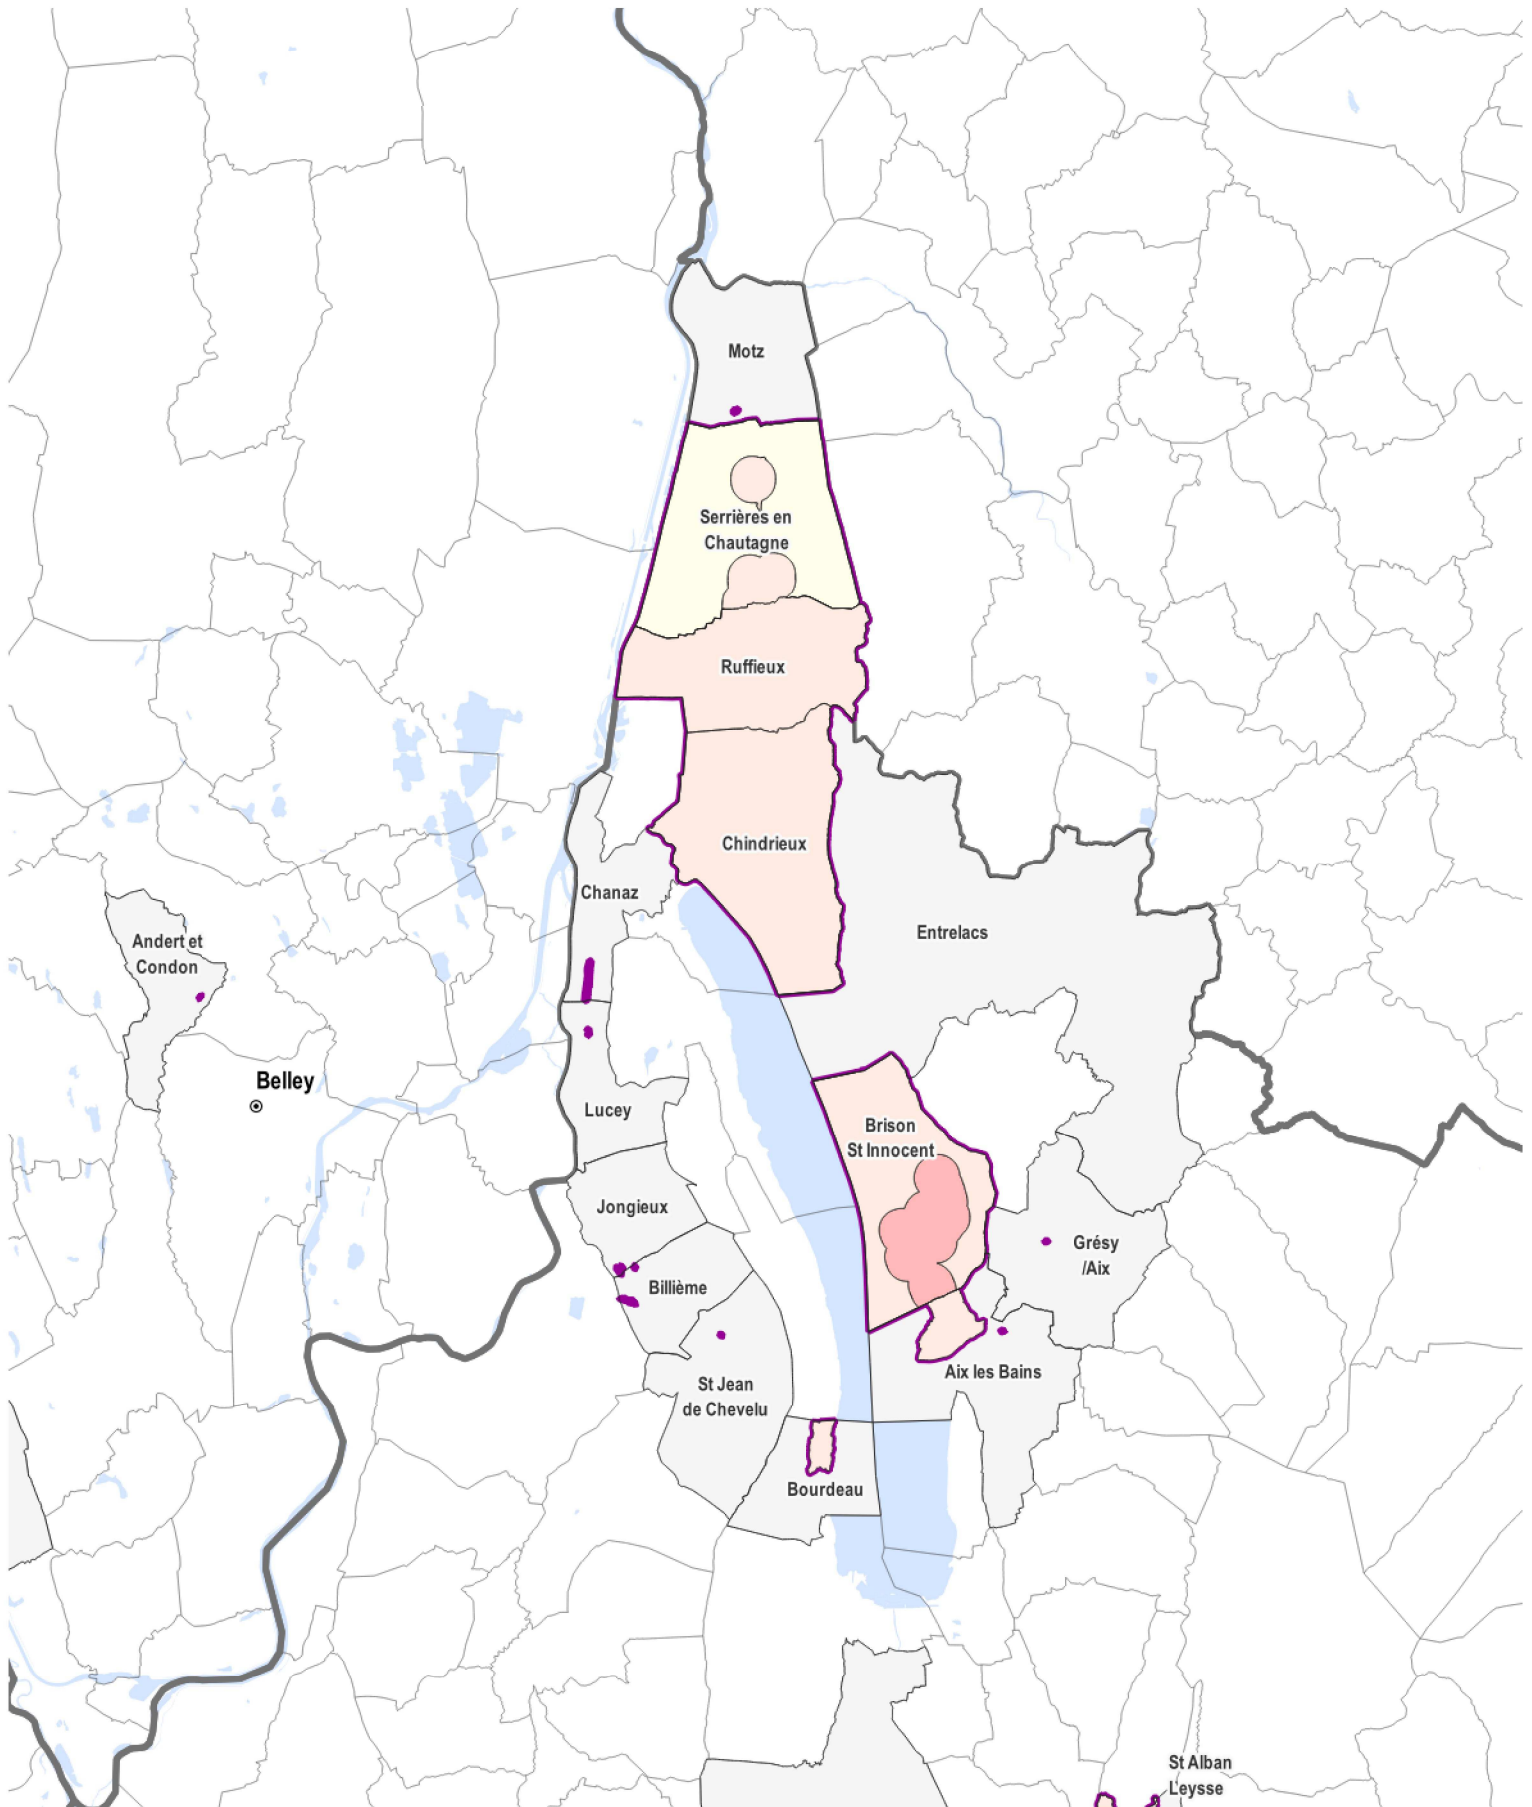 Motz
Serrières en
Chautagne
Ruffieux
Chindrieux
Chanaz
Entrelacs
Andert et
Condon
Belley
Lucey
Brison
St Innocent
Jongieux
Grésy
/Aix
Billième
Aix les Bains
St Jean
de Chevelu
Bourdeau
St Alban
Leysse